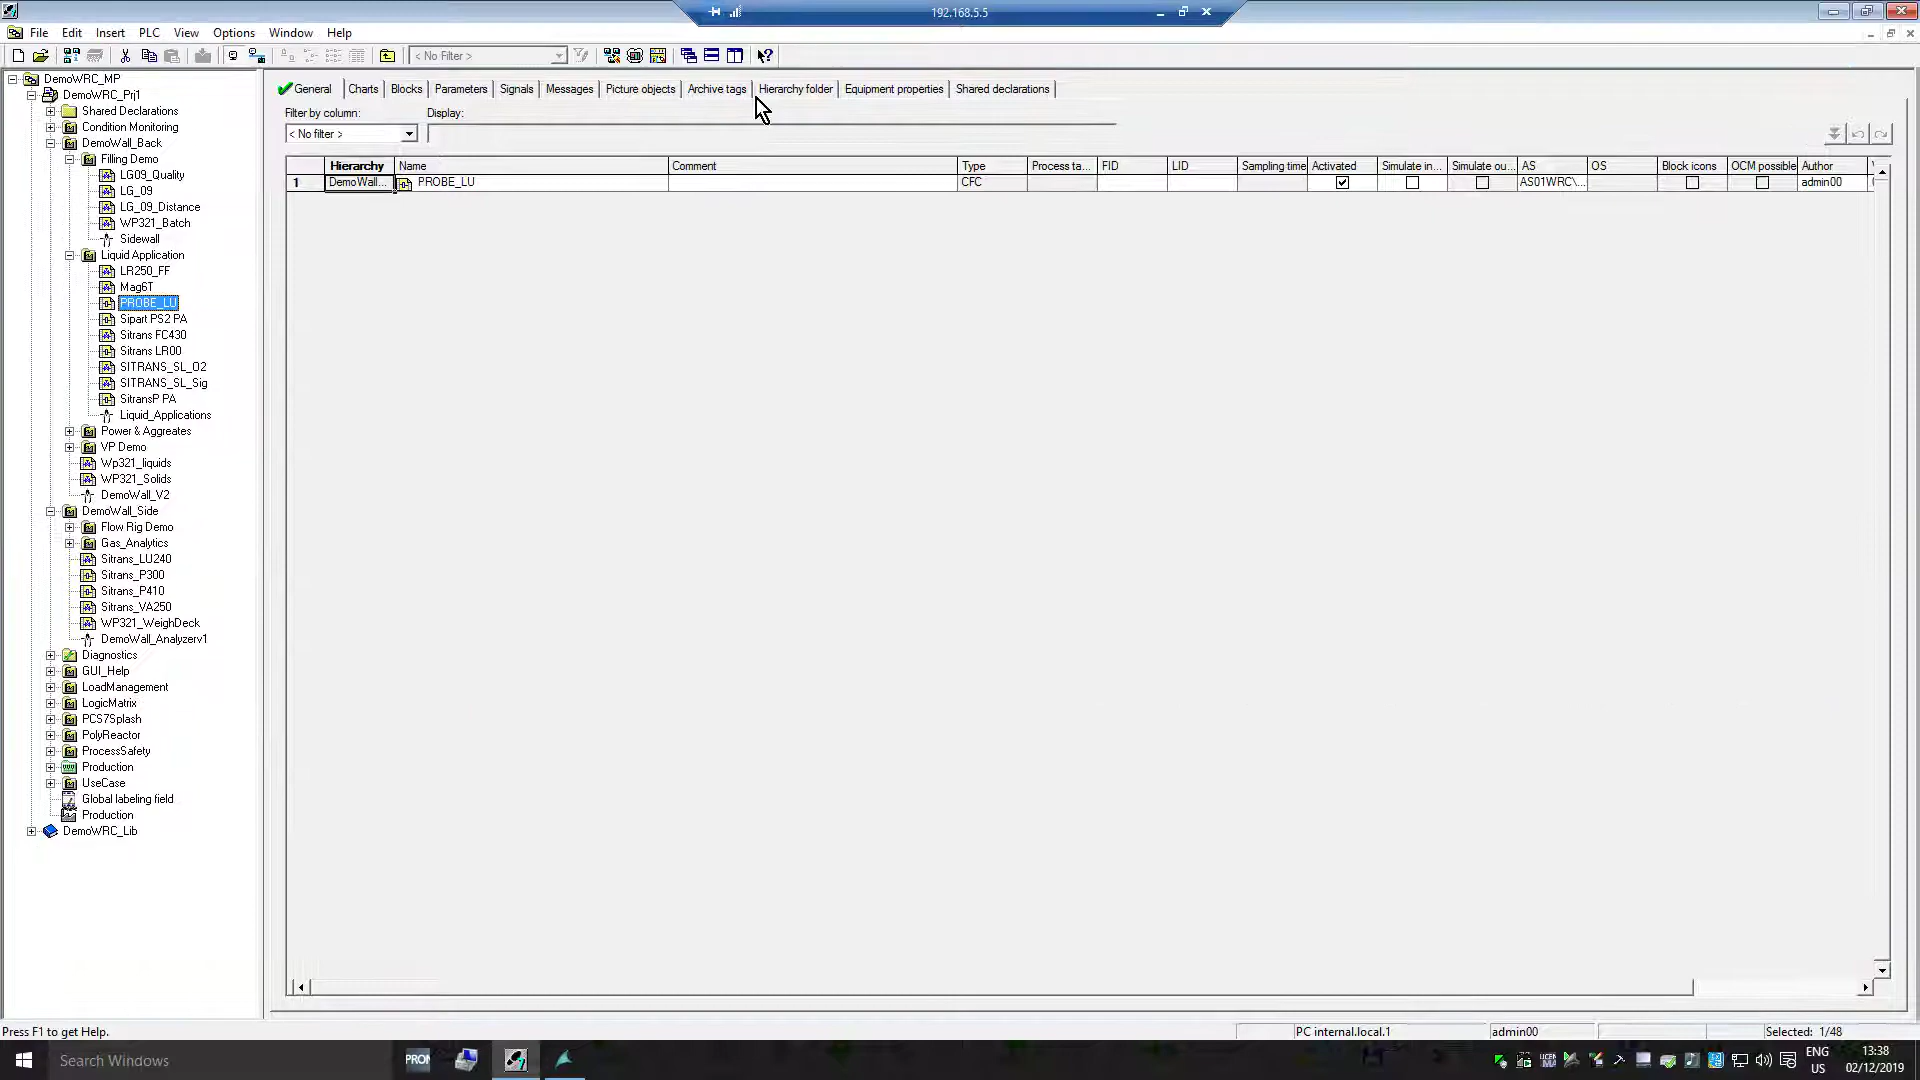 192.168.5.5
File Edit Insert PLC View Options Window Help
< No Filter >
DemoWRC_MP
DemoWRC_Prj1
Shared Declarations
Condition Monitoring
DemoWall_Back
Filling Demo
LG09_Quality
LG_09
LG_09_Distance
WP321_Batch
Sidewall
Liquid Application
LR250_FF
Mag6T
PROBE_LU
Sipart PS2 PA
Sitrans FC430
Sitrans LR00
SITRANS_SL_O2
SITRANS_SL_Sig
SitransP PA
Liquid_Applications
Power & Aggreates
VP Demo
Wp321_liquids
WP321_Solids
DemoWall_V2
DemoWall_Side
Flow Rig Demo
Gas_Analytics
Sitrans_LU240
Sitrans_P300
Sitrans_P410
Sitrans_VA250
WP321_WeighDeck
DemoWall_Analyzerv1
Diagnostics
GUI_Help
LoadManagement
LogicMatrix
PCS7Splash
PolyReactor
ProcessSafety
Production
UseCase
Global labeling field
Production
DemoWRC_Lib
General Charts Blocks Parameters Signals Messages Picture objects Archive tags Hierarchy folder Equipment properties Shared declarations
Filter by column: Display:
< No filter >
Hierarchy Name Comment Type Process ta... FID LID Sampling time Activated Simulate in... Simulate ou... AS OS Block icons OCM possible Author
1 DemoWall... PROBE_LU CFC AS01WRC\... admin00
Press F1 to get Help. PC internal.local.1 admin00 Selected: 1/48
Search Windows
PRON
ENG
US
13:38
02/12/2019